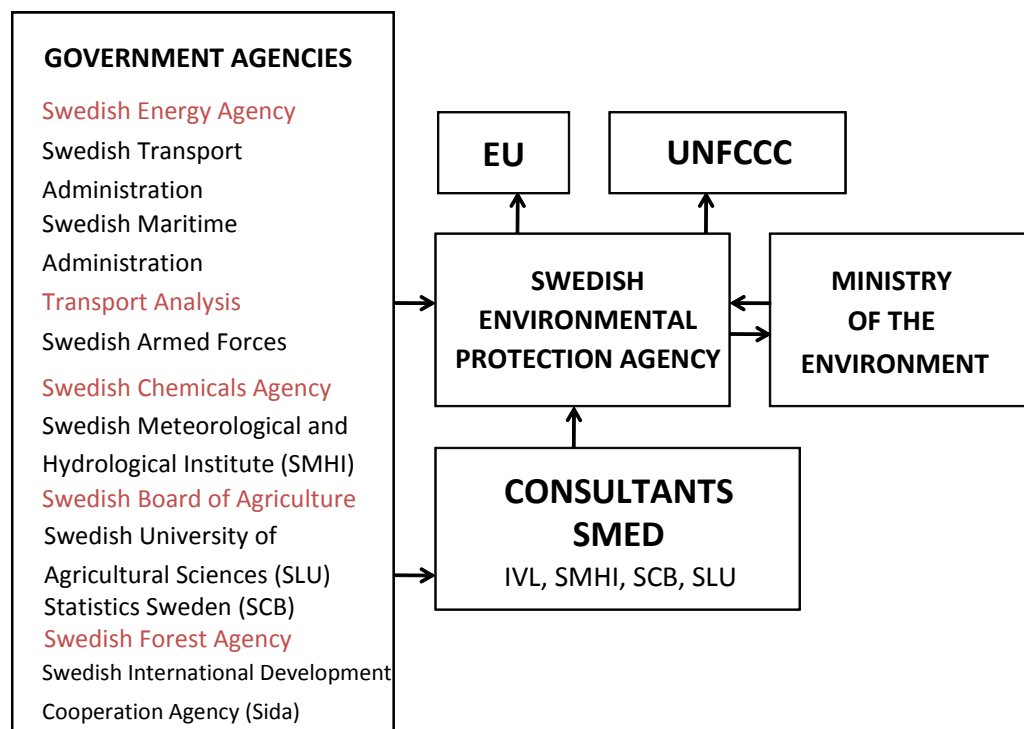 GOVERNMENT AGENCIES
Swedish Energy Agency
Swedish Transport
Administration
Swedish Maritime
Administration
Transport Analysis
Swedish Armed Forces
Swedish Chemicals Agency
Swedish Meteorological and
Hydrological Institute (SMHI)
Swedish Board of Agriculture
Swedish University of
Agricultural Sciences (SLU)
Statistics Sweden (SCB)
Swedish Forest Agency
Swedish International Development
Cooperation Agency (Sida)
EU
UNFCCC
SWEDISH
ENVIRONMENTAL
PROTECTION AGENCY
MINISTRY
OF THE
ENVIRONMENT
CONSULTANTS
SMED
IVL, SMHI, SCB, SLU